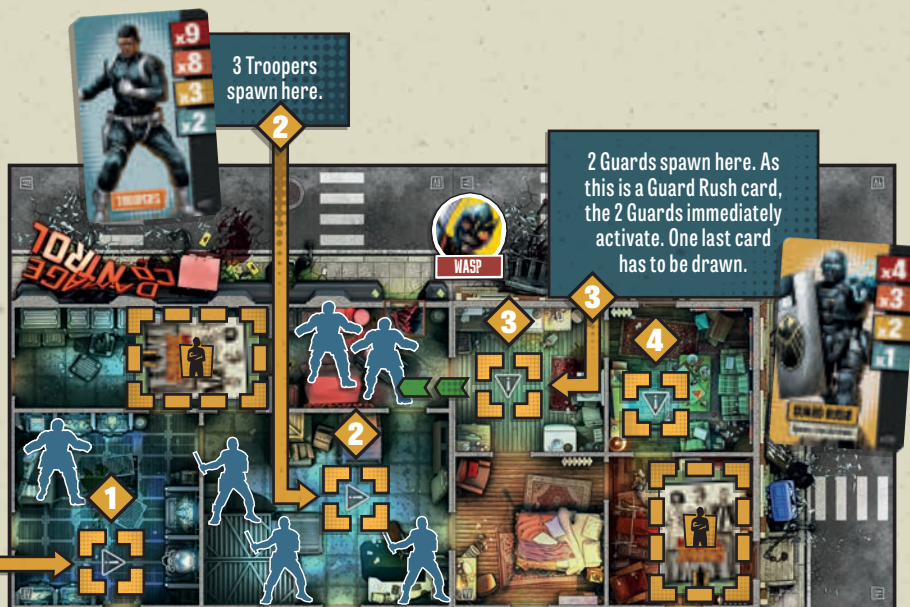 x9
x8
x3
x2
TROOPERS
3 Troopers
spawn here.
2
2 Guards spawn here. As
this is a Guard Rush card,
the 2 Guards immediately
activate. One last card
has to be drawn.
x4
x3
x2
x1
GUARD RUSH
DAMAGE
CONTROL
WASP
3
3
4
2
1